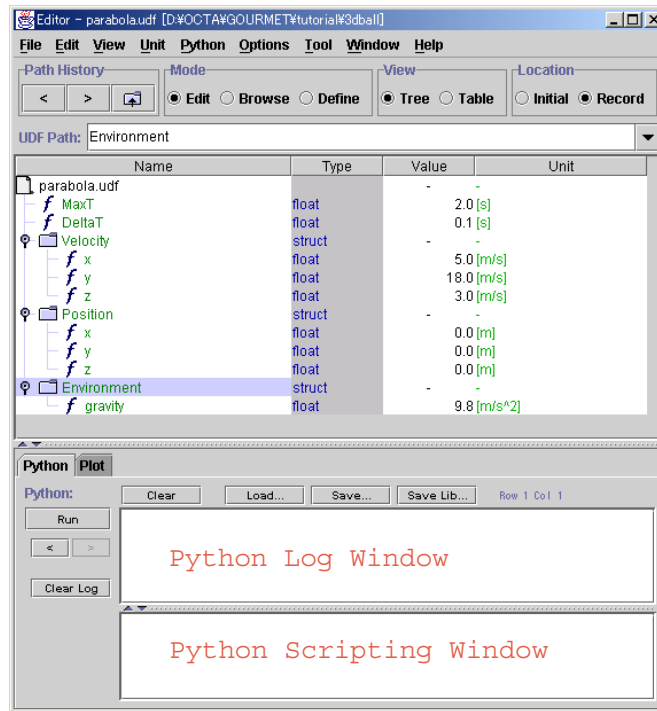 Editor - parabola.udf [D:¥OCTA¥GOURMET¥tutorial¥3dball]
File Edit View Unit Python Options Tool Window Help
Path History Mode View Location
< > Edit Browse Define Tree Table Initial Record
UDF Path: Environment
Name Type Value Unit
parabola.udf - -
f MaxT float 2.0 [s]
f DeltaT float 0.1 [s]
Velocity struct - -
f x float 5.0 [m/s]
f y float 18.0 [m/s]
f z float 3.0 [m/s]
Position struct - -
f x float 0.0 [m]
f y float 0.0 [m]
f z float 0.0 [m]
Environment struct - -
f gravity float 9.8 [m/s^2]
Python Plot
Python: Clear Load... Save... Save Lib... Row 1 Col 1
Run
< >
Clear Log
Python Log Window
Python Scripting Window